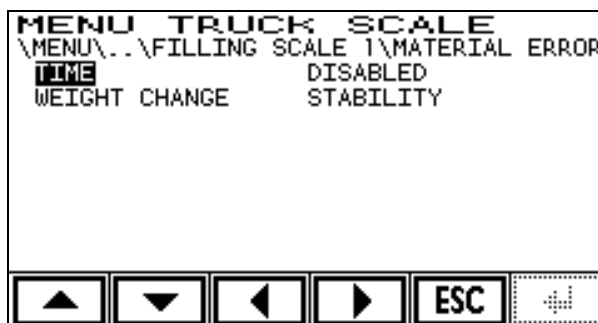 MENU TRUCK SCALE
\MENU\..\FILLING SCALE 1\MATERIAL ERROR
TIME DISABLED
WEIGHT CHANGE STABILITY
ESC